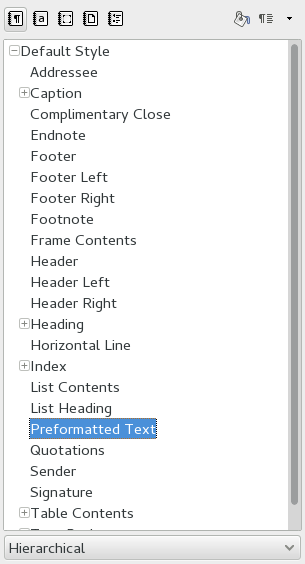 Default Style
Addressee
Caption
Complimentary Close
Endnote
Footer
Footer Left
Footer Right
Footnote
Frame Contents
Header
Header Left
Header Right
Heading
Horizontal Line
Index
List Contents
List Heading
Preformatted Text
Quotations
Sender
Signature
Table Contents
Hierarchical